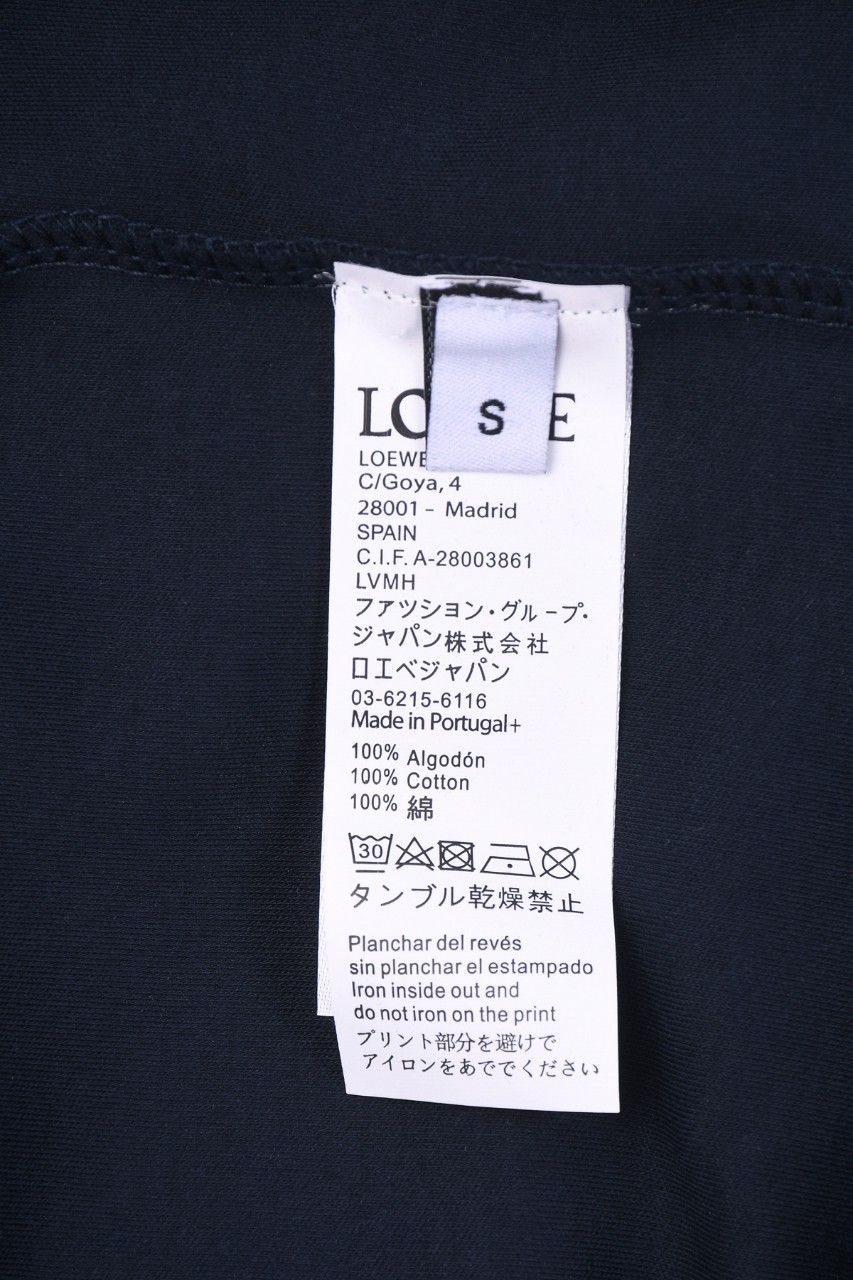 S
LOEWE
C/Goya, 4
28001 - Madrid
SPAIN
C.I.F. A-28003861
LVMH
ファツション・グループ・
ジャパン株式会社
ロエベジャパン
03-6215-6116
Made in Portugal+
100% Algodón
100% Cotton
100% 綿
30
タンブル乾燥禁止
Planchar del revés
sin planchar el estampado
Iron inside out and
do not iron on the print
プリント部分を避けで
アイロンをあででください